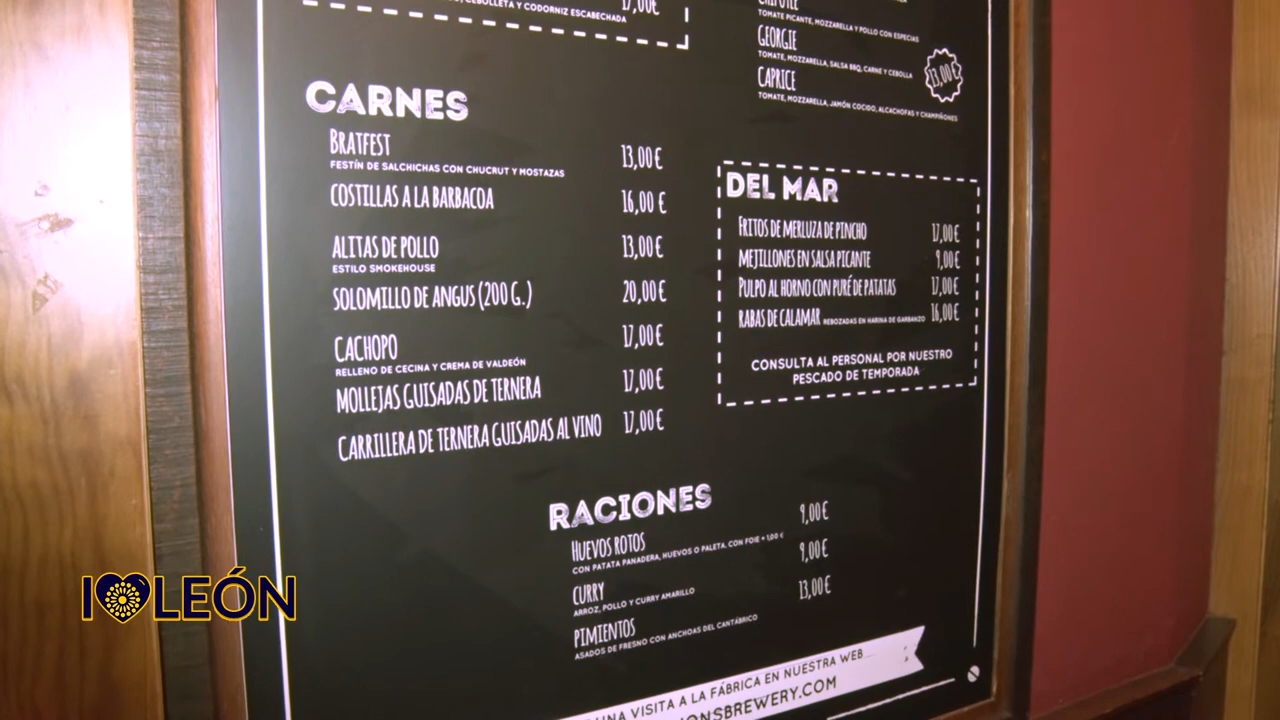 CEBOLLETA Y CODORNIZ ESCABECHADA
17,00€
CARNES
BRATFEST 13,00€
FESTÍN DE SALCHICHAS CON CHUCRUT Y MOSTAZAS
COSTILLAS A LA BARBACOA 16,00€
ALITAS DE POLLO 13,00€
ESTILO SMOKEHOUSE
SOLOMILLO DE ANGUS (200 G.) 20,00€
CACHOPO 17,00€
RELLENO DE CECINA Y CREMA DE VALDEÓN
MOLLEJAS GUISADAS DE TERNERA 17,00€
CARRILLERA DE TERNERA GUISADAS AL VINO 17,00€
CHIPOTLE
TOMATE PICANTE, MOZZARELLA Y POLLO CON ESPECIAS
GEORGIE
TOMATE, MOZZARELLA, SALSA BBQ, CARNE Y CEBOLLA
13,00€
CAPRICE
TOMATE, MOZZARELLA, JAMÓN COCIDO, ALCACHOFAS Y CHAMPIÑONES
DEL MAR
FRITOS DE MERLUZA DE PINCHO 17,00€
MEJILLONES EN SALSA PICANTE 9,00€
PULPO AL HORNO CON PURÉ DE PATATAS 17,00€
RABAS DE CALAMAR REBOZADAS EN HARINA DE GARBANZO 16,00€
CONSULTA AL PERSONAL POR NUESTRO
PESCADO DE TEMPORADA
RACIONES
HUEVOS ROTOS 9,00€
CON PATATA PANADERA, HUEVOS O PALETA. CON FOIE + 1,00 €
CURRY 9,00€
ARROZ, POLLO Y CURRY AMARILLO
PIMIENTOS 13,00€
ASADOS DE FRESNO CON ANCHOAS DEL CANTÁBRICO
UNA VISITA A LA FÁBRICA EN NUESTRA WEB
ONSBREWERY.COM
I LEÓN